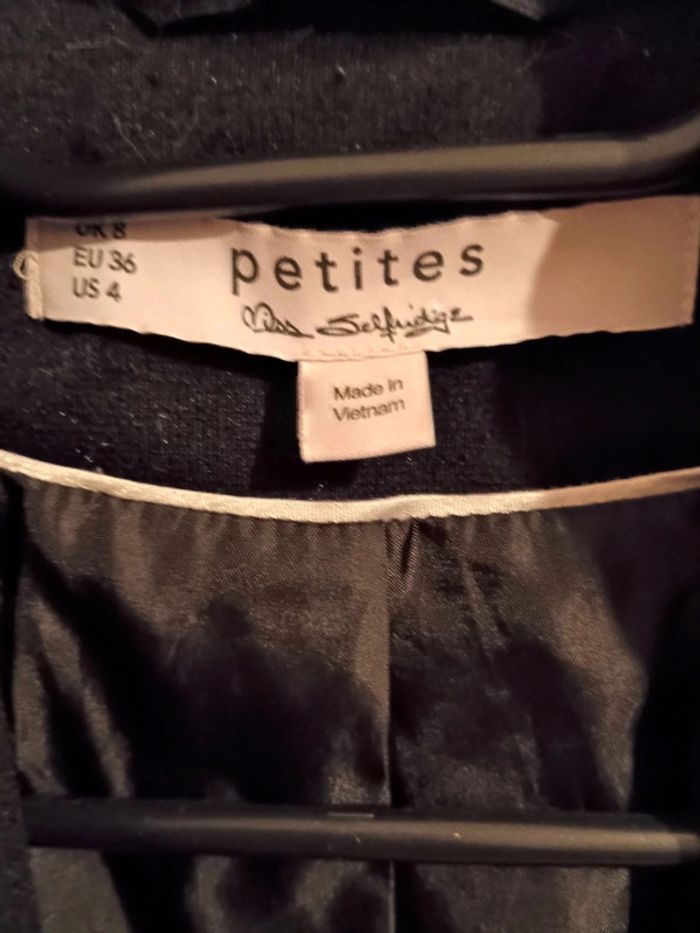 UK 8
EU 36
US 4
petites
Miss Selfridge
Made in
Vietnam